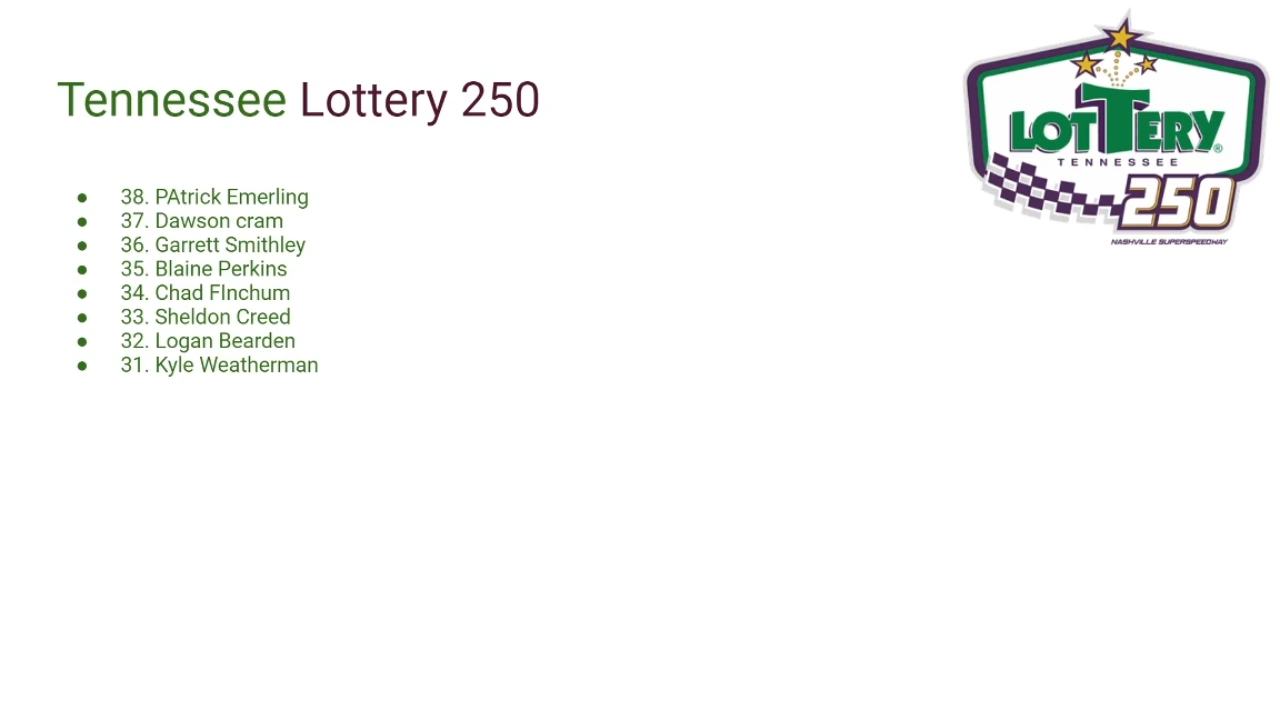 Tennessee Lottery 250
LOTTERY®
TENNESSEE
250
NASHVILLE SUPERSPEEDWAY
● 38. PAtrick Emerling
● 37. Dawson cram
● 36. Garrett Smithley
● 35. Blaine Perkins
● 34. Chad FInchum
● 33. Sheldon Creed
● 32. Logan Bearden
● 31. Kyle Weatherman